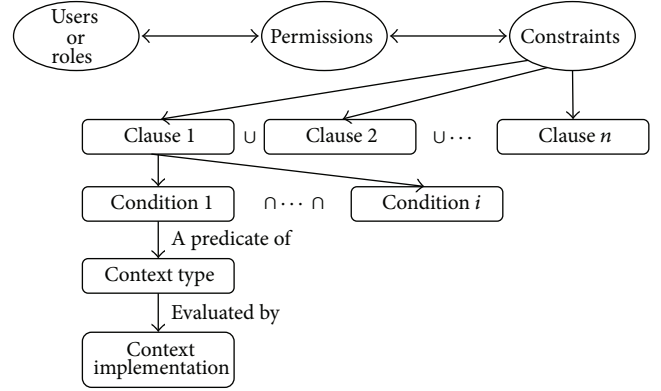 Users
or
roles
Permissions
Constraints
Clause 1 ∪ Clause 2 ∪ ⋯ Clause n
Condition 1 ∩ ⋯ ∩ Condition i
A predicate of
Context type
Evaluated by
Context
implementation